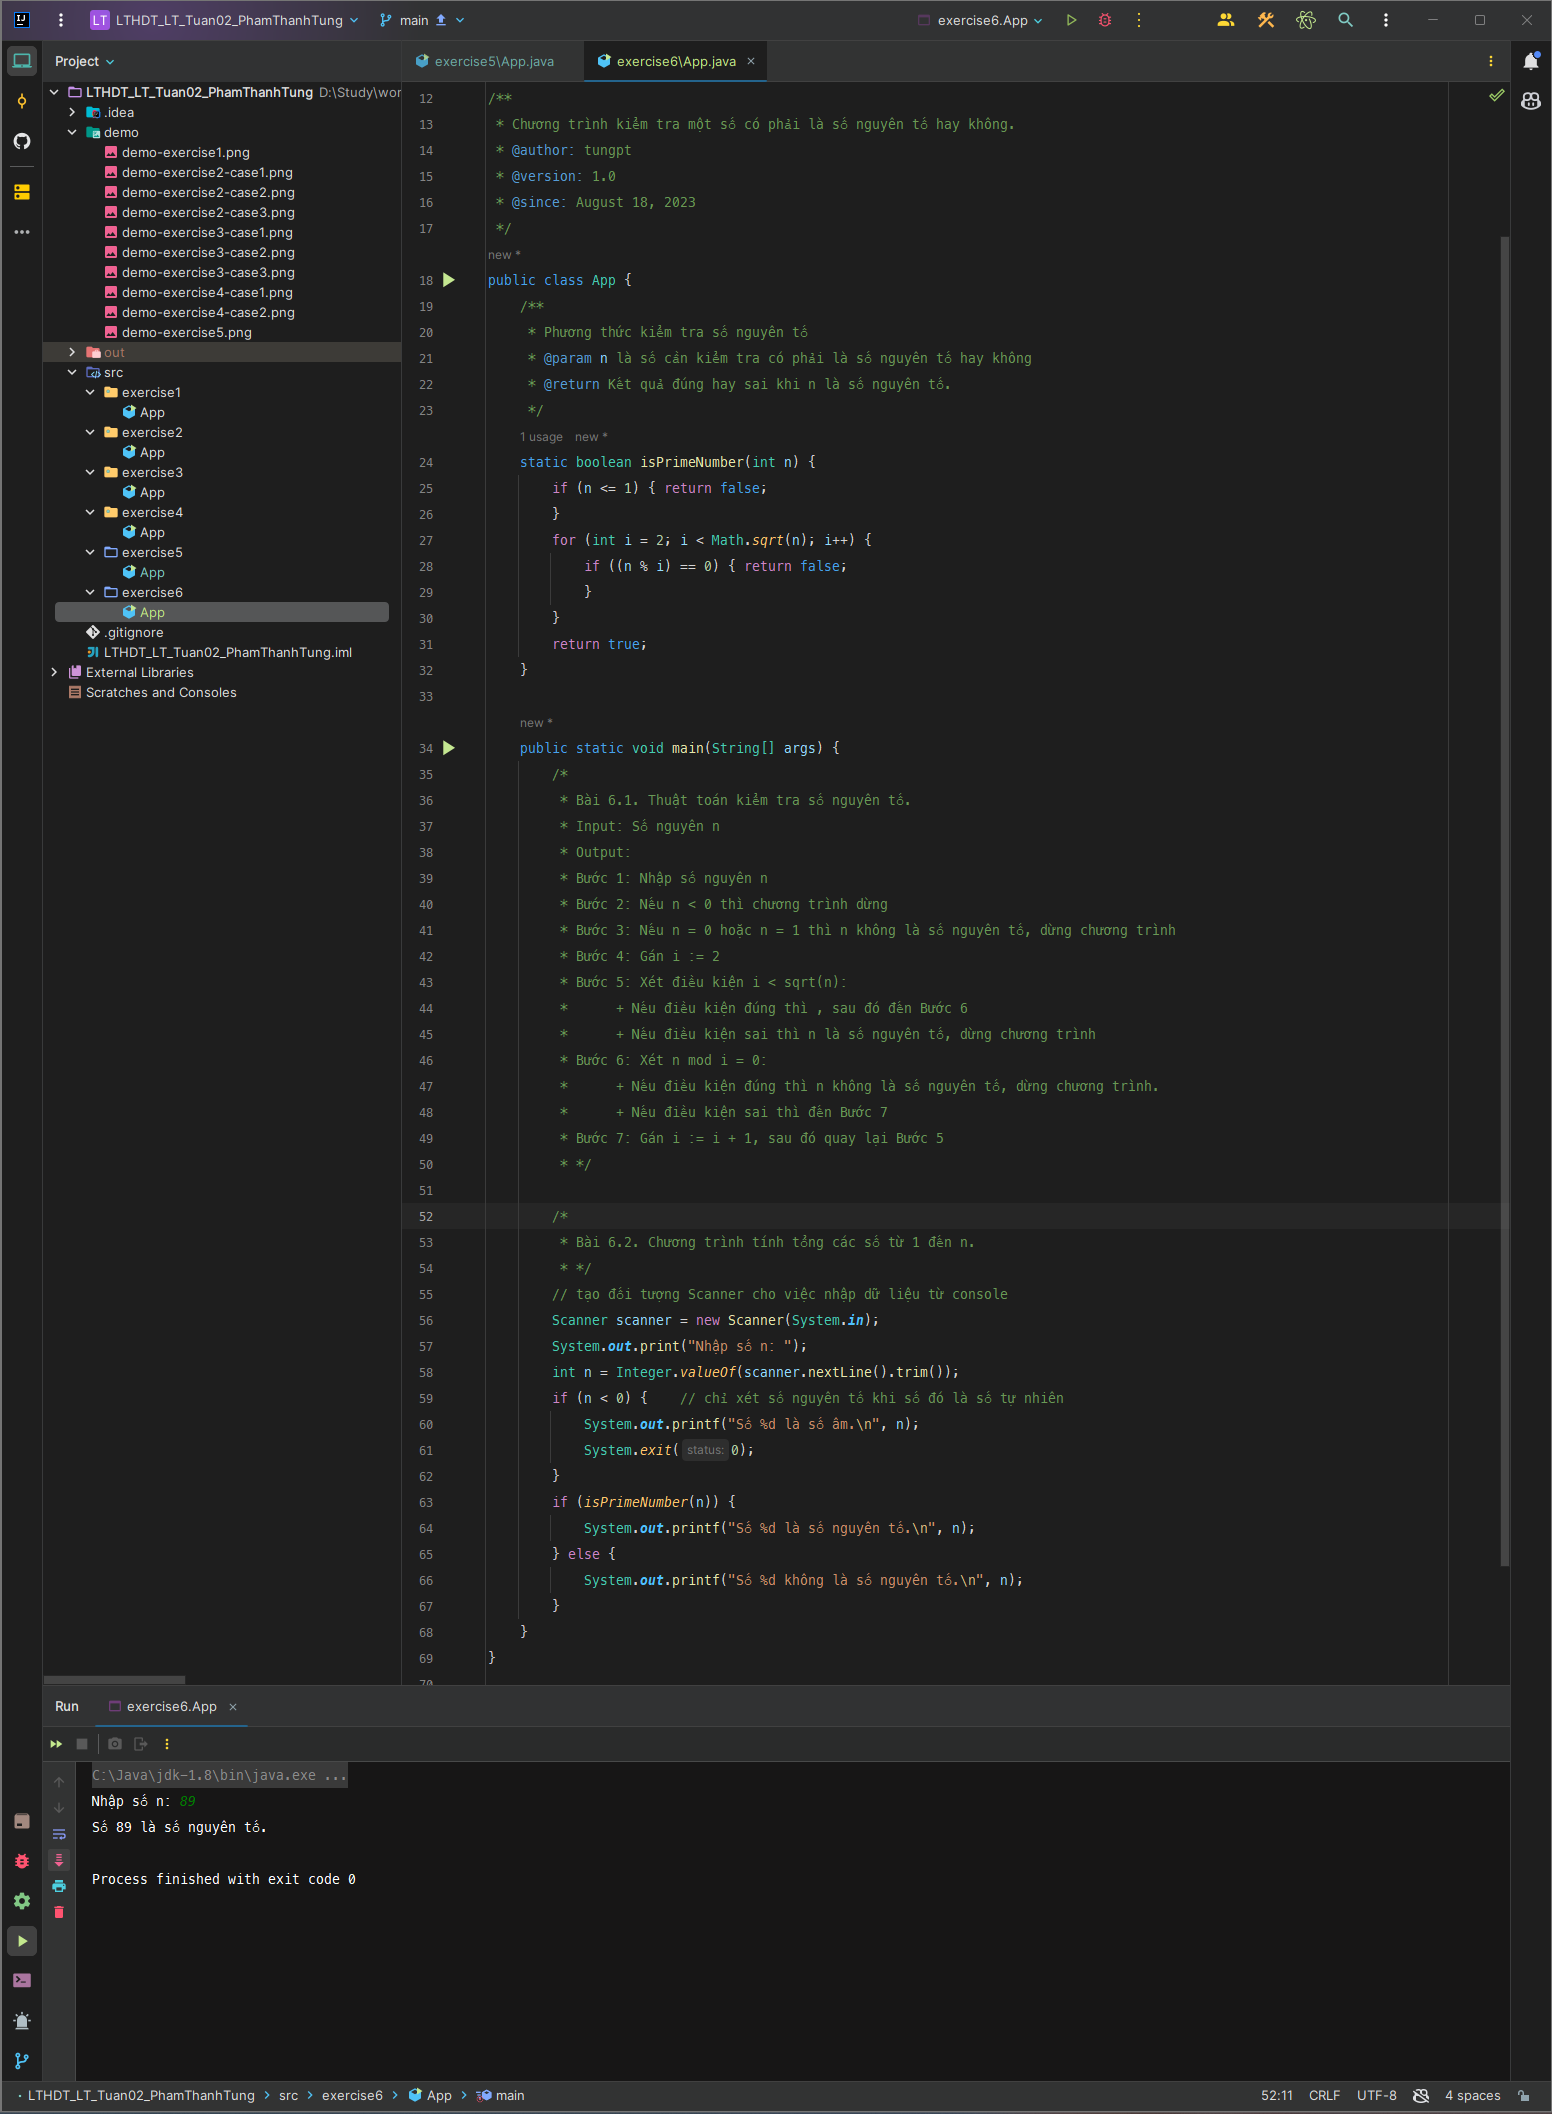 LT LTHDT_LT_Tuan02_PhamThanhTung main exercise6.App
Project
exercise5\App.java exercise6\App.java
LTHDT_LT_Tuan02_PhamThanhTung D:\Study\wor
.idea
demo
demo-exercise1.png
demo-exercise2-case1.png
demo-exercise2-case2.png
demo-exercise2-case3.png
demo-exercise3-case1.png
demo-exercise3-case2.png
demo-exercise3-case3.png
demo-exercise4-case1.png
demo-exercise4-case2.png
demo-exercise5.png
out
src
exercise1
App
exercise2
App
exercise3
App
exercise4
App
exercise5
App
exercise6
App
.gitignore
LTHDT_LT_Tuan02_PhamThanhTung.iml
External Libraries
Scratches and Consoles
12 /**
13 * Chương trình kiểm tra một số có phải là số nguyên tố hay không.
14 * @author: tungpt
15 * @version: 1.0
16 * @since: August 18, 2023
17 */
new *
18 public class App {
19 /**
20 * Phương thức kiểm tra số nguyên tố
21 * @param n là số cần kiểm tra có phải là số nguyên tố hay không
22 * @return Kết quả đúng hay sai khi n là số nguyên tố.
23 */
1 usage new *
24 static boolean isPrimeNumber(int n) {
25 if (n <= 1) { return false;
26 }
27 for (int i = 2; i < Math.sqrt(n); i++) {
28 if ((n % i) == 0) { return false;
29 }
30 }
31 return true;
32 }
33
new *
34 public static void main(String[] args) {
35 /*
36 * Bài 6.1. Thuật toán kiểm tra số nguyên tố.
37 * Input: Số nguyên n
38 * Output:
39 * Bước 1: Nhập số nguyên n
40 * Bước 2: Nếu n < 0 thì chương trình dừng
41 * Bước 3: Nếu n = 0 hoặc n = 1 thì n không là số nguyên tố, dừng chương trình
42 * Bước 4: Gán i := 2
43 * Bước 5: Xét điều kiện i < sqrt(n):
44 * + Nếu điều kiện đúng thì , sau đó đến Bước 6
45 * + Nếu điều kiện sai thì n là số nguyên tố, dừng chương trình
46 * Bước 6: Xét n mod i = 0:
47 * + Nếu điều kiện đúng thì n không là số nguyên tố, dừng chương trình.
48 * + Nếu điều kiện sai thì đến Bước 7
49 * Bước 7: Gán i := i + 1, sau đó quay lại Bước 5
50 * */
51
52 /*
53 * Bài 6.2. Chương trình tính tổng các số từ 1 đến n.
54 * */
55 // tạo đối tượng Scanner cho việc nhập dữ liệu từ console
56 Scanner scanner = new Scanner(System.in);
57 System.out.print("Nhập số n: ");
58 int n = Integer.valueOf(scanner.nextLine().trim());
59 if (n < 0) { // chỉ xét số nguyên tố khi số đó là số tự nhiên
60 System.out.printf("Số %d là số âm.\n", n);
61 System.exit( status: 0);
62 }
63 if (isPrimeNumber(n)) {
64 System.out.printf("Số %d là số nguyên tố.\n", n);
65 } else {
66 System.out.printf("Số %d không là số nguyên tố.\n", n);
67 }
68 }
69 }
70
Run exercise6.App
C:\Java\jdk-1.8\bin\java.exe ...
Nhập số n: 89
Số 89 là số nguyên tố.
Process finished with exit code 0
LTHDT_LT_Tuan02_PhamThanhTung > src > exercise6 > App > main 52:11 CRLF UTF-8 4 spaces